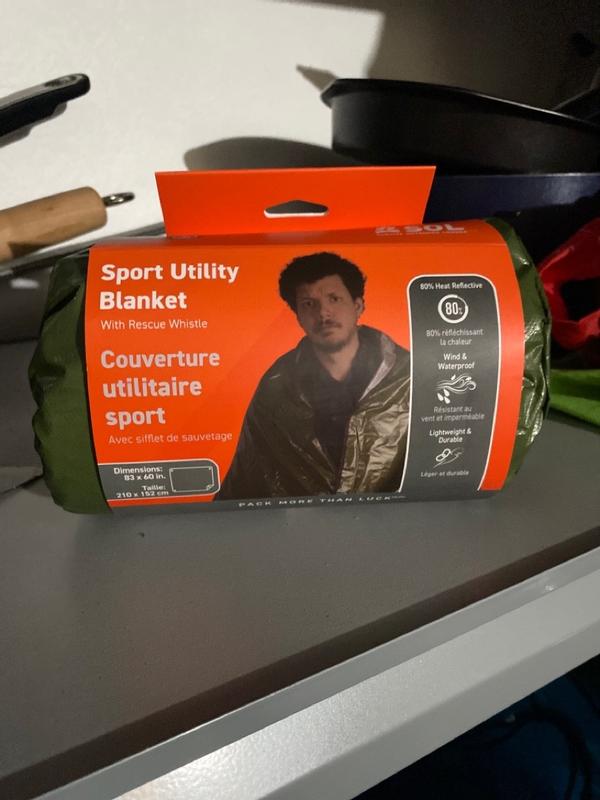 SOL
Sport Utility
Blanket
With Rescue Whistle
Couverture
utilitaire
sport
Avec sifflet de sauvetage
Dimensions:
83 x 60 in.
Taille:
210 x 152 cm
80% Heat Reflective
80%
80% réfléchissant
la chaleur
Wind &
Waterproof
Résistant au
vent et imperméable
Lightweight &
Durable
Léger et durable
PACK MORE THAN LUCK